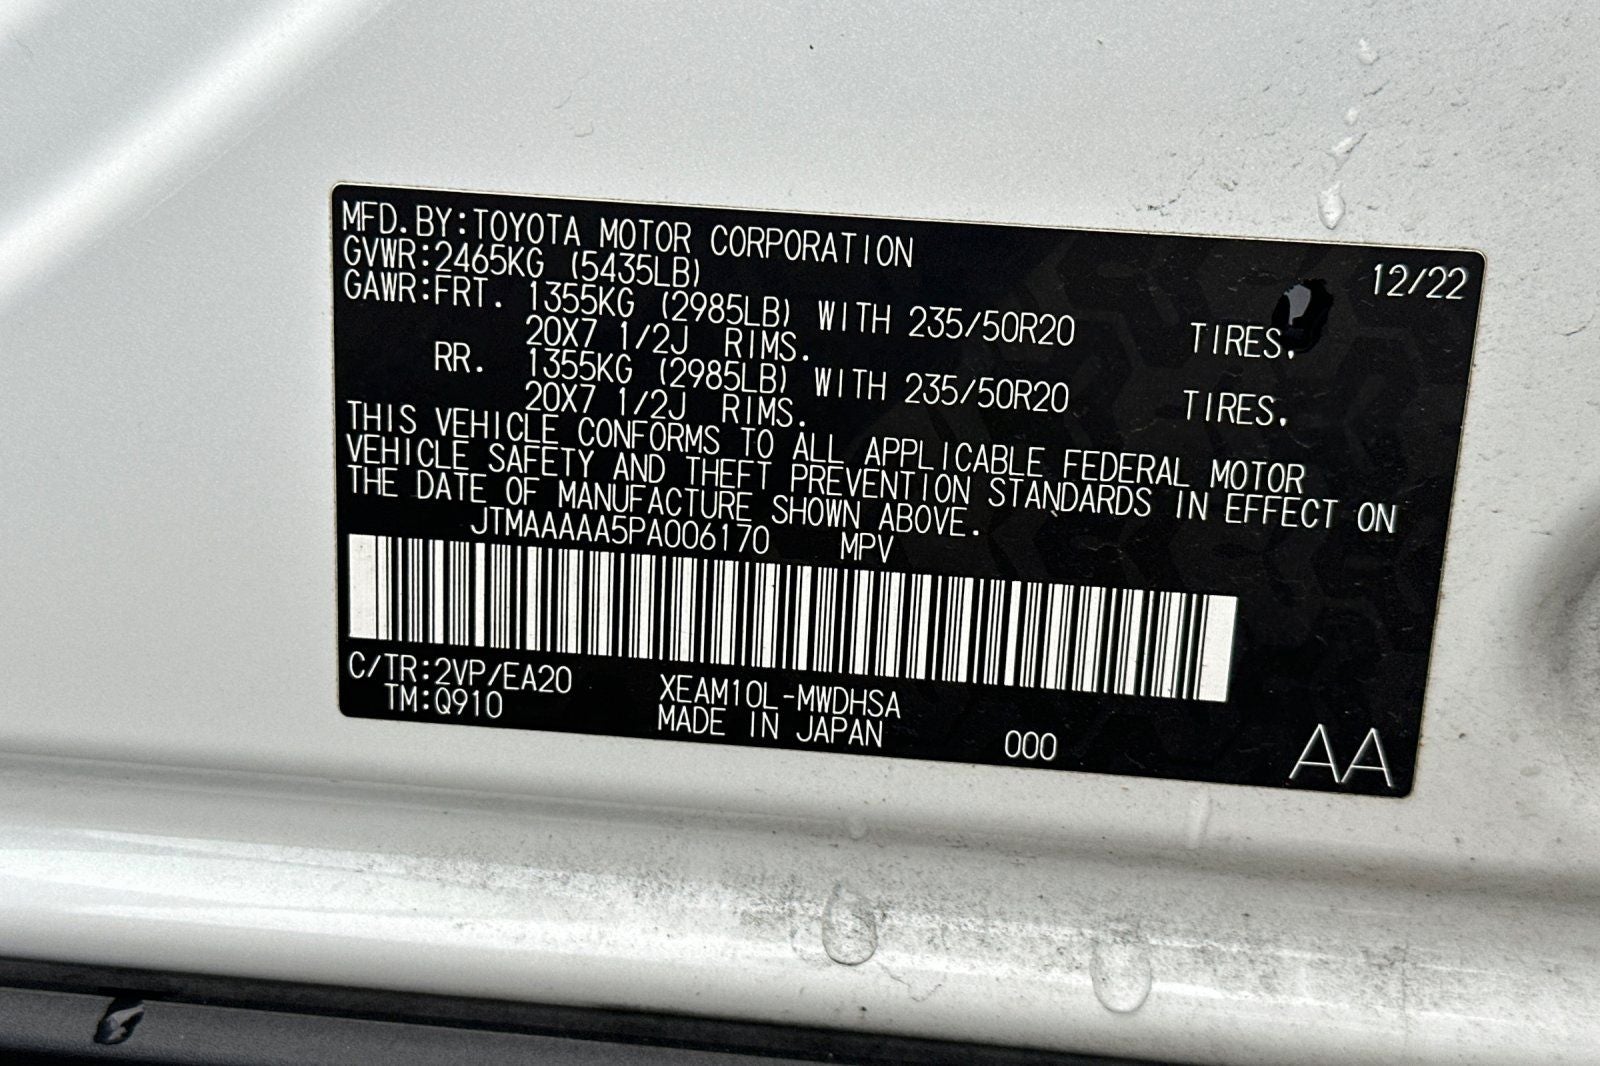 MFD.BY:TOYOTA MOTOR CORPORATION 12/22
GVWR:2465KG (5435LB)
GAWR:FRT. 1355KG (2985LB) WITH 235/50R20 TIRES.
20X7 1/2J RIMS.
RR. 1355KG (2985LB) WITH 235/50R20 TIRES.
20X7 1/2J RIMS.
THIS VEHICLE CONFORMS TO ALL APPLICABLE FEDERAL MOTOR
VEHICLE SAFETY AND THEFT PREVENTION STANDARDS IN EFFECT ON
THE DATE OF MANUFACTURE SHOWN ABOVE.
JTMAAAAA5PA006170 MPV
C/TR:2VP/EA20 XEAM10L-MWDHSA
TM:Q910 MADE IN JAPAN 000 AA